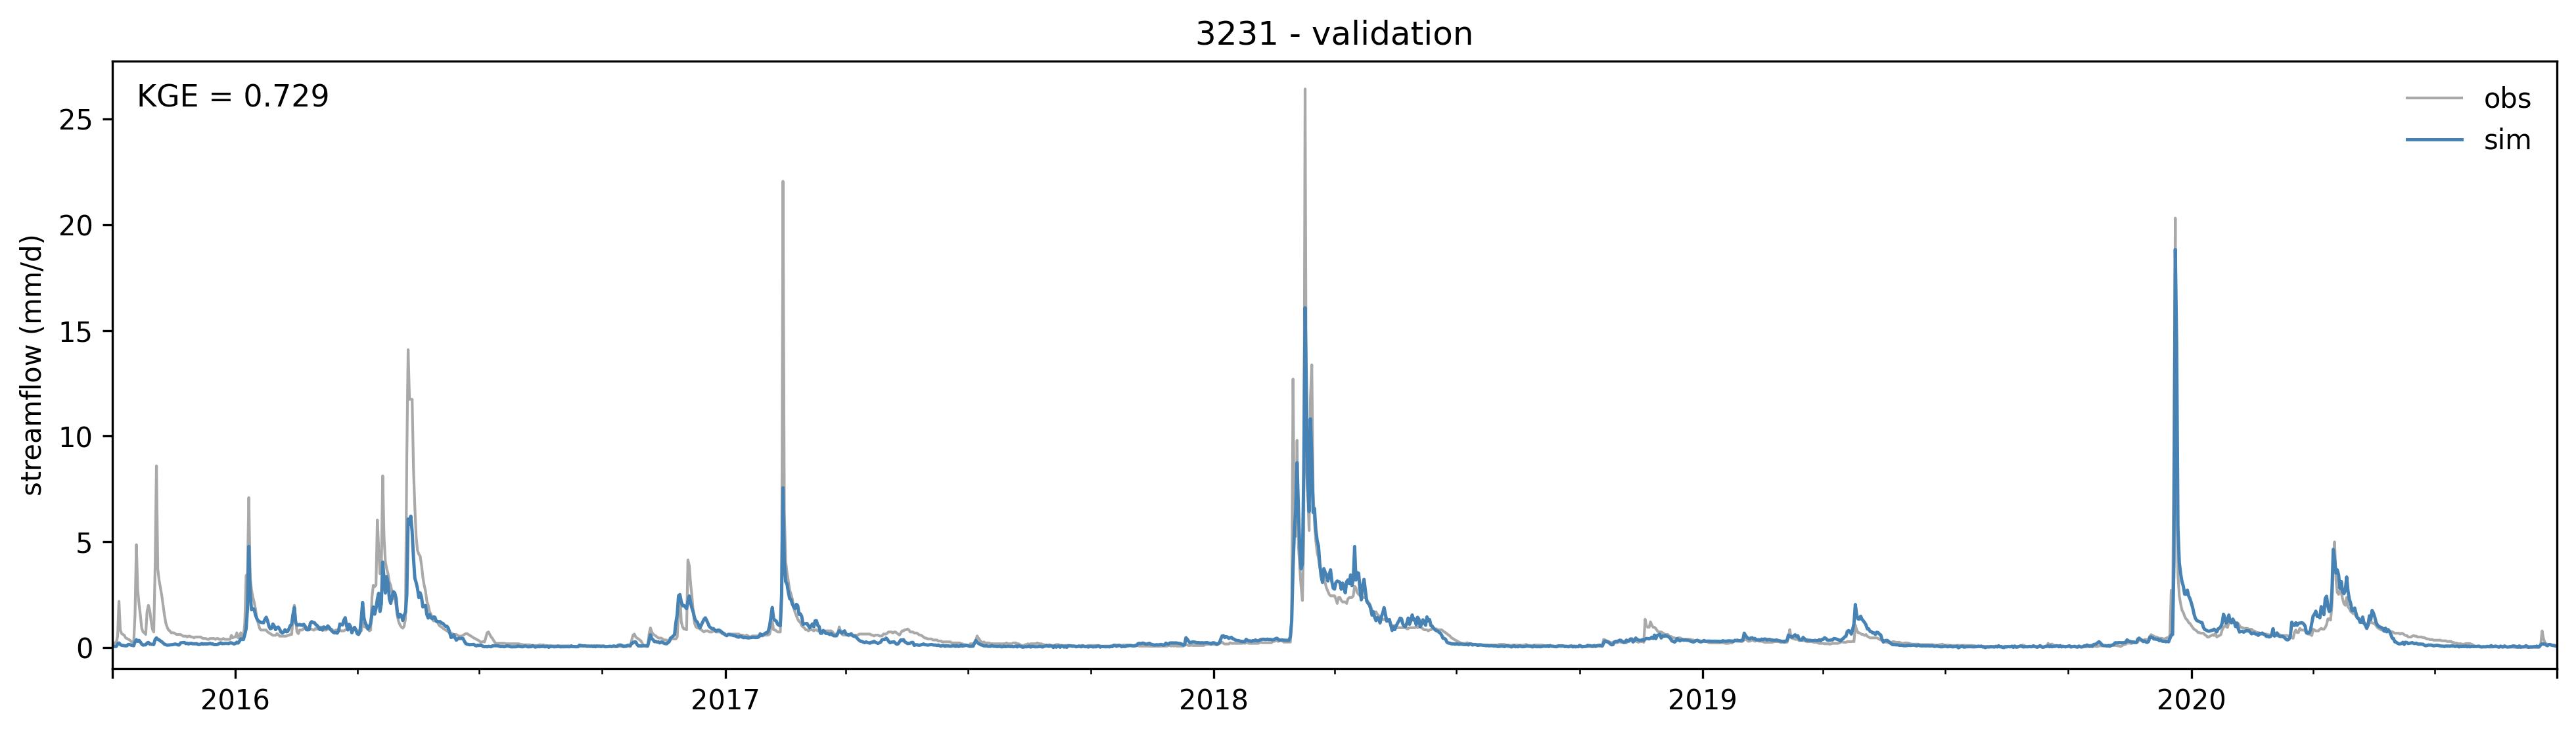 3231 - validation
KGE = 0.729
obs
sim
streamflow (mm/d)
25
20
15
10
5
0
2016
2017
2018
2019
2020